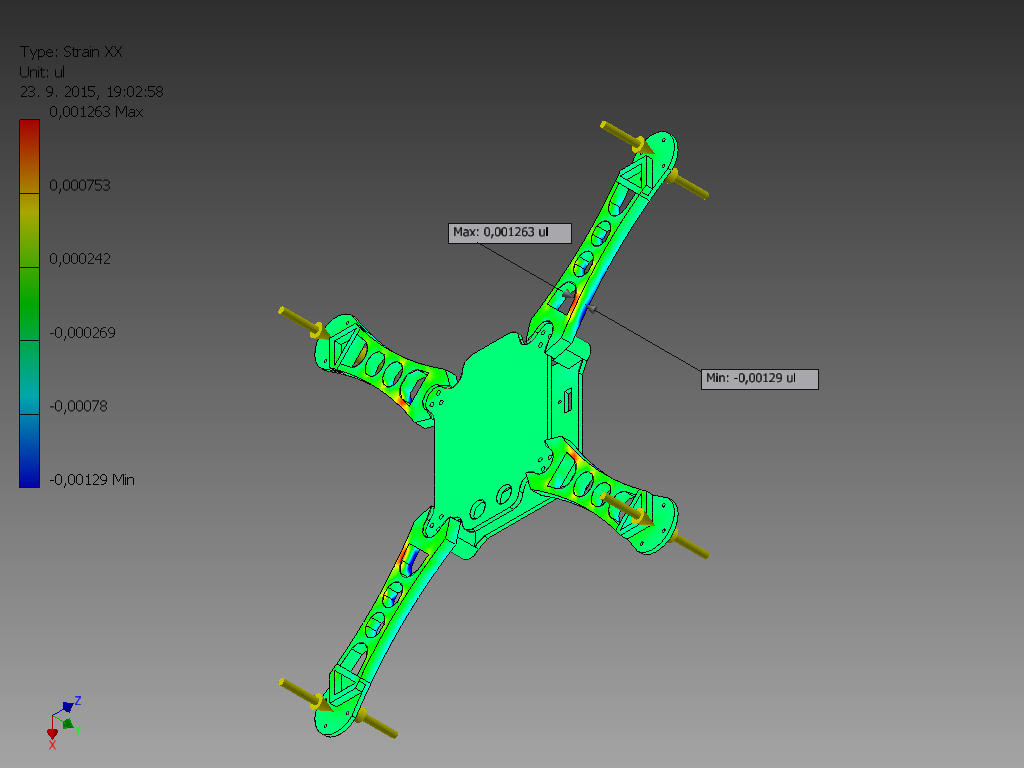 Type: Strain XX
Unit: ul
23. 9. 2015, 19:02:58
0,001263 Max
0,000753
0,000242
-0,000269
-0,00078
-0,00129 Min
Max: 0,001263 ul
Min: -0,00129 ul
Z
Y
X